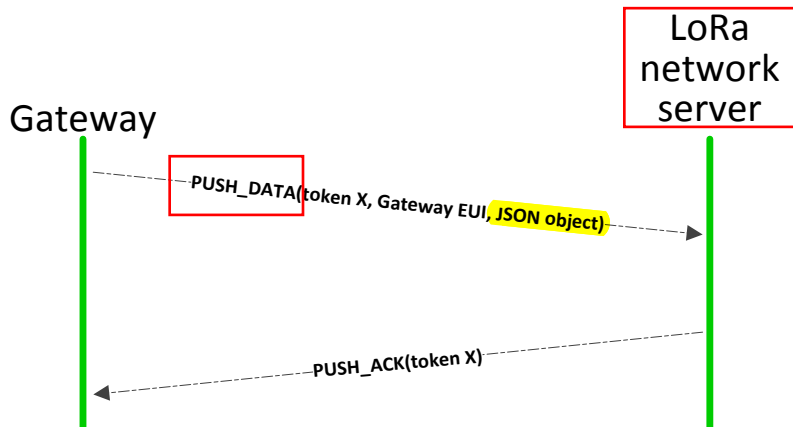 LoRa
network
server
Gateway
PUSH_DATA(token X, Gateway EUI, JSON object)
PUSH_ACK(token X)